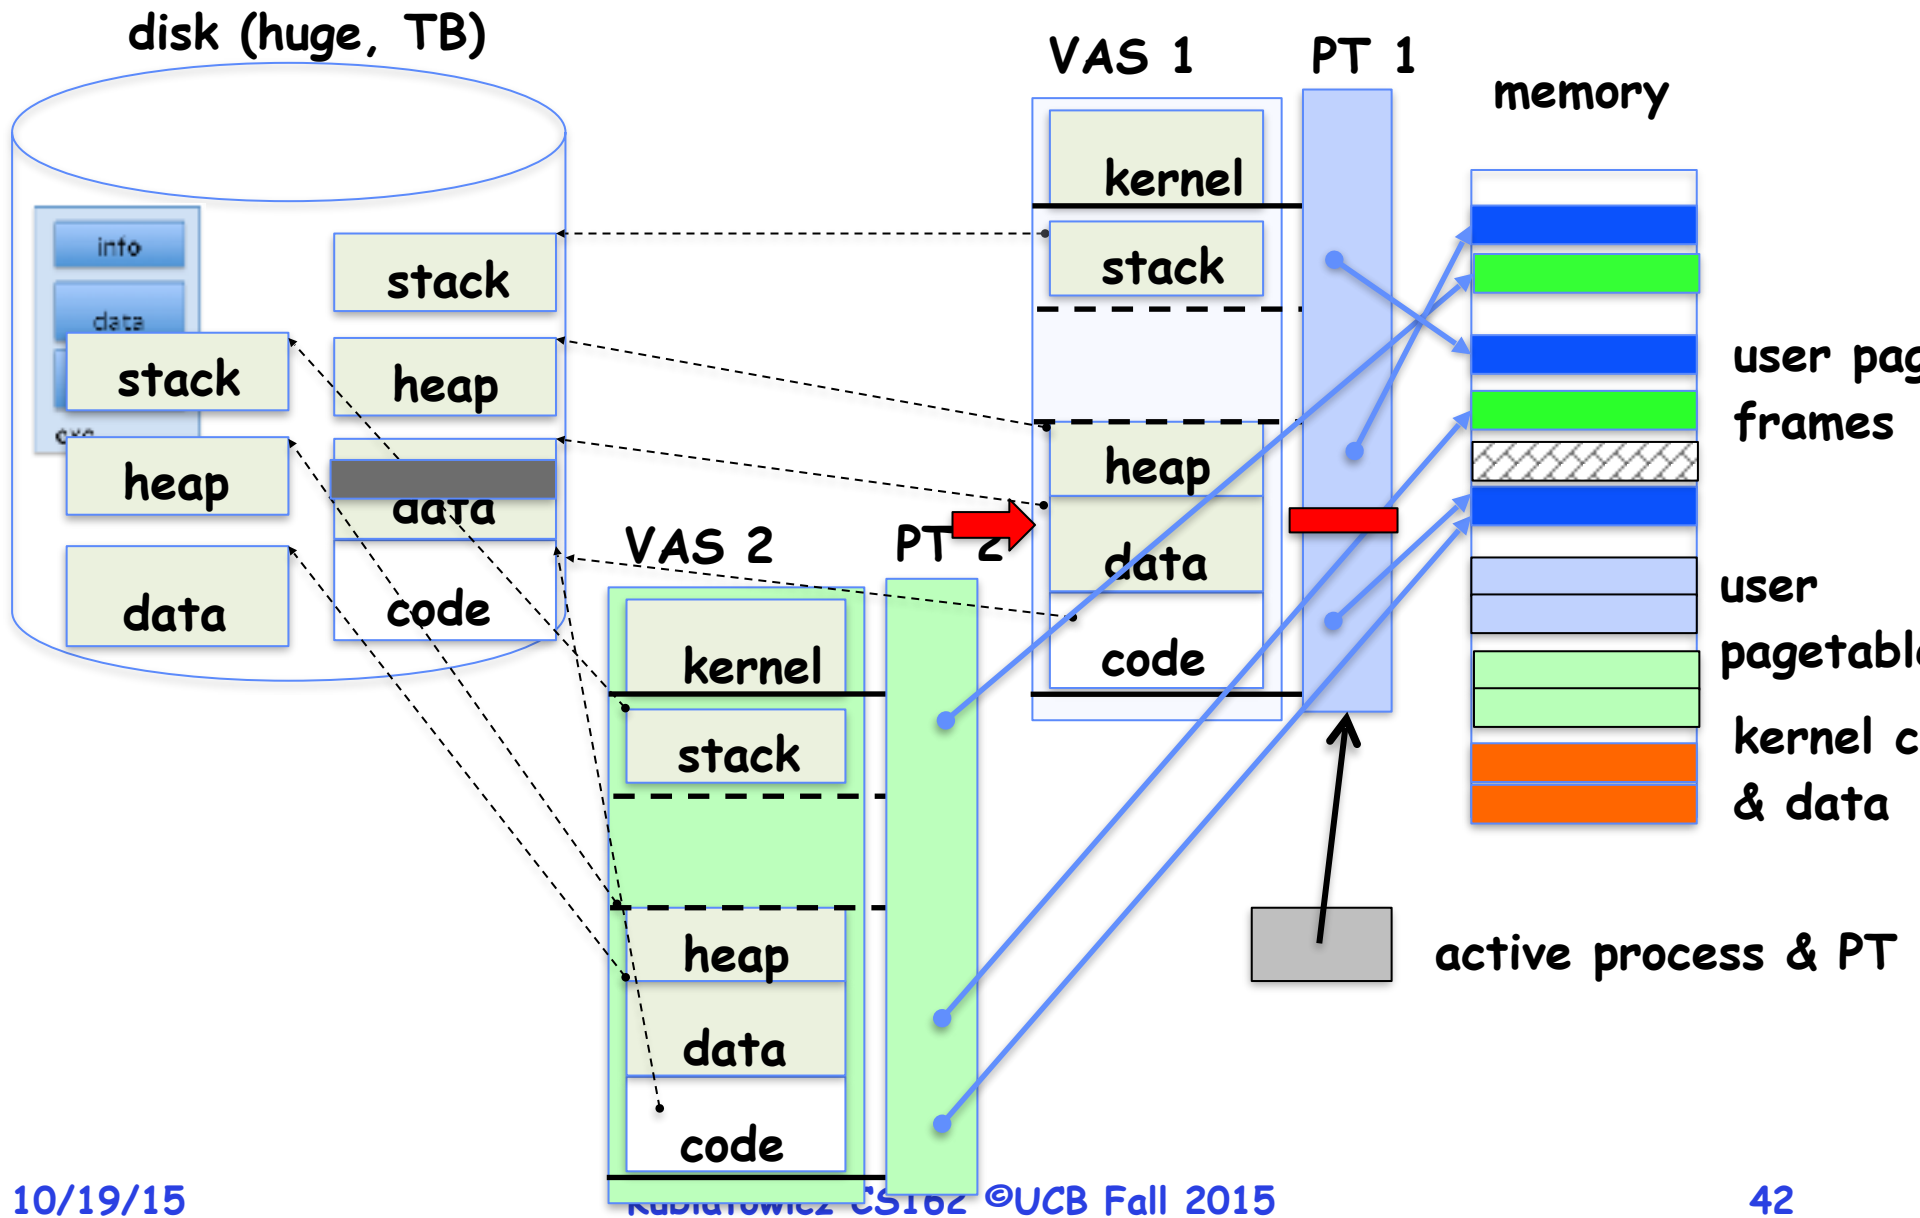 disk (huge, TB)
VAS 1
PT 1
memory
info
data
stack
heap
data
stack
heap
data
code
kernel
stack
heap
data
code
VAS 2
PT 2
kernel
stack
heap
data
code
user
frames
user
kernel
& data
active process & PT
10/19/15
Kubiatowicz CS162 ©UCB Fall 2015
42